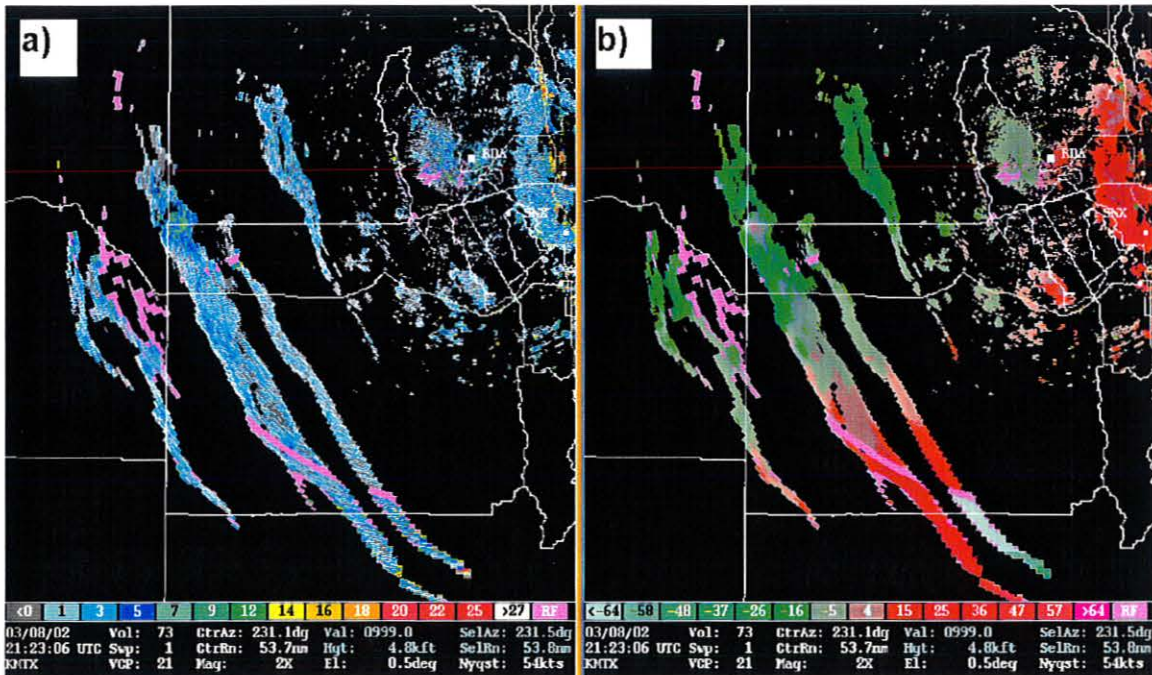 a)
b)
RDA
RDA
SNX
SNX
<0 1 3 5 7 9 12 14 16 18 20 22 25 >27 RF
03/08/02 Vol: 73 CtrAz: 231.1dg Val: 0999.0 SelAz: 231.5dg
21:23:06 UTC Swp: 1 CtrRn: 53.7nm Hgt: 4.8kft SelRn: 53.8nm
KMTX VCP: 21 Mag: 2X El: 0.5deg Nyqst: 54kts
<-64 -58 -48 -37 -26 -16 -5 4 15 25 36 47 57 >64 RF
03/08/02 Vol: 73 CtrAz: 231.1dg Val: 0999.0 SelAz: 231.5dg
21:23:06 UTC Swp: 1 CtrRn: 53.7nm Hgt: 4.8kft SelRn: 53.8nm
KMTX VCP: 21 Mag: 2X El: 0.5deg Nyqst: 54kts